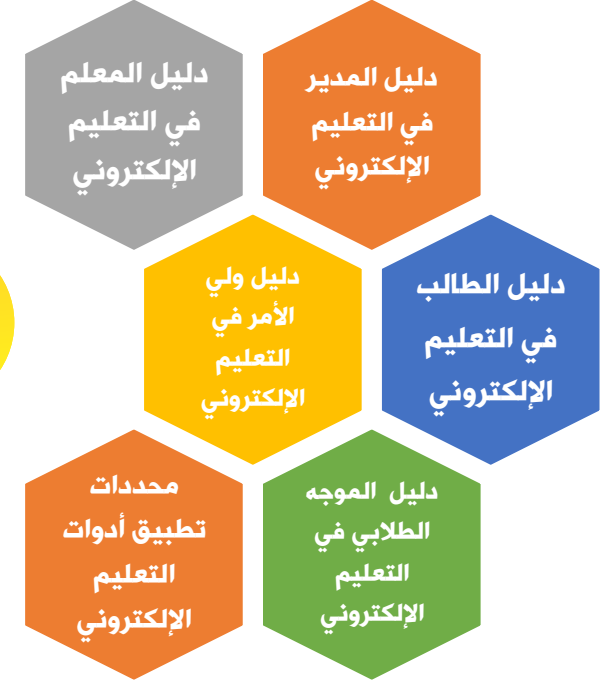 دليل المدير
في التعليم
الإلكتروني
دليل المعلم
في التعليم
الإلكتروني
دليل الطالب
في التعليم
الإلكتروني
دليل ولي
الأمر في
التعليم
الإلكتروني
دليل الموجه
الطلابي في
التعليم
الإلكتروني
محددات
تطبيق أدوات
التعليم
الإلكتروني